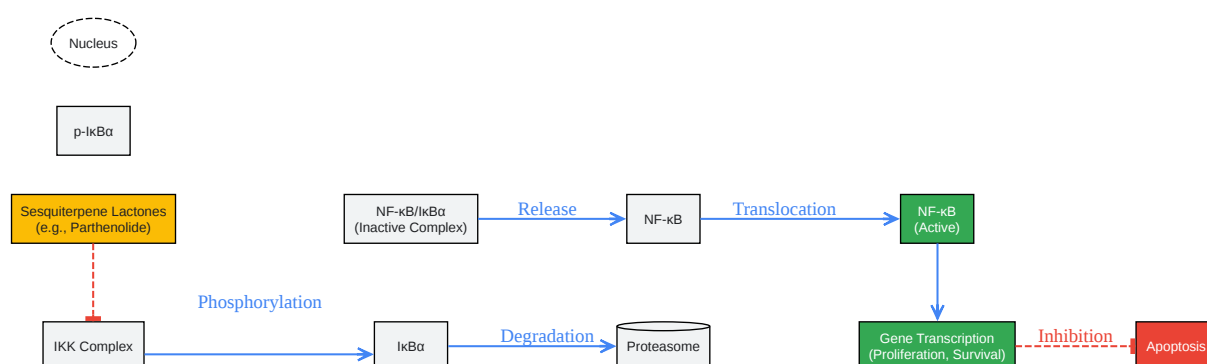 Nucleus
p-IκBα
Sesquiterpene Lactones
(e.g., Parthenolide)
NF-κB/IκBα
(Inactive Complex)
Release
NF-κB
Translocation
NF-κB
(Active)
Phosphorylation
IKK Complex
IκBα
Degradation
Proteasome
Gene Transcription
(Proliferation, Survival)
Inhibition
Apoptosis